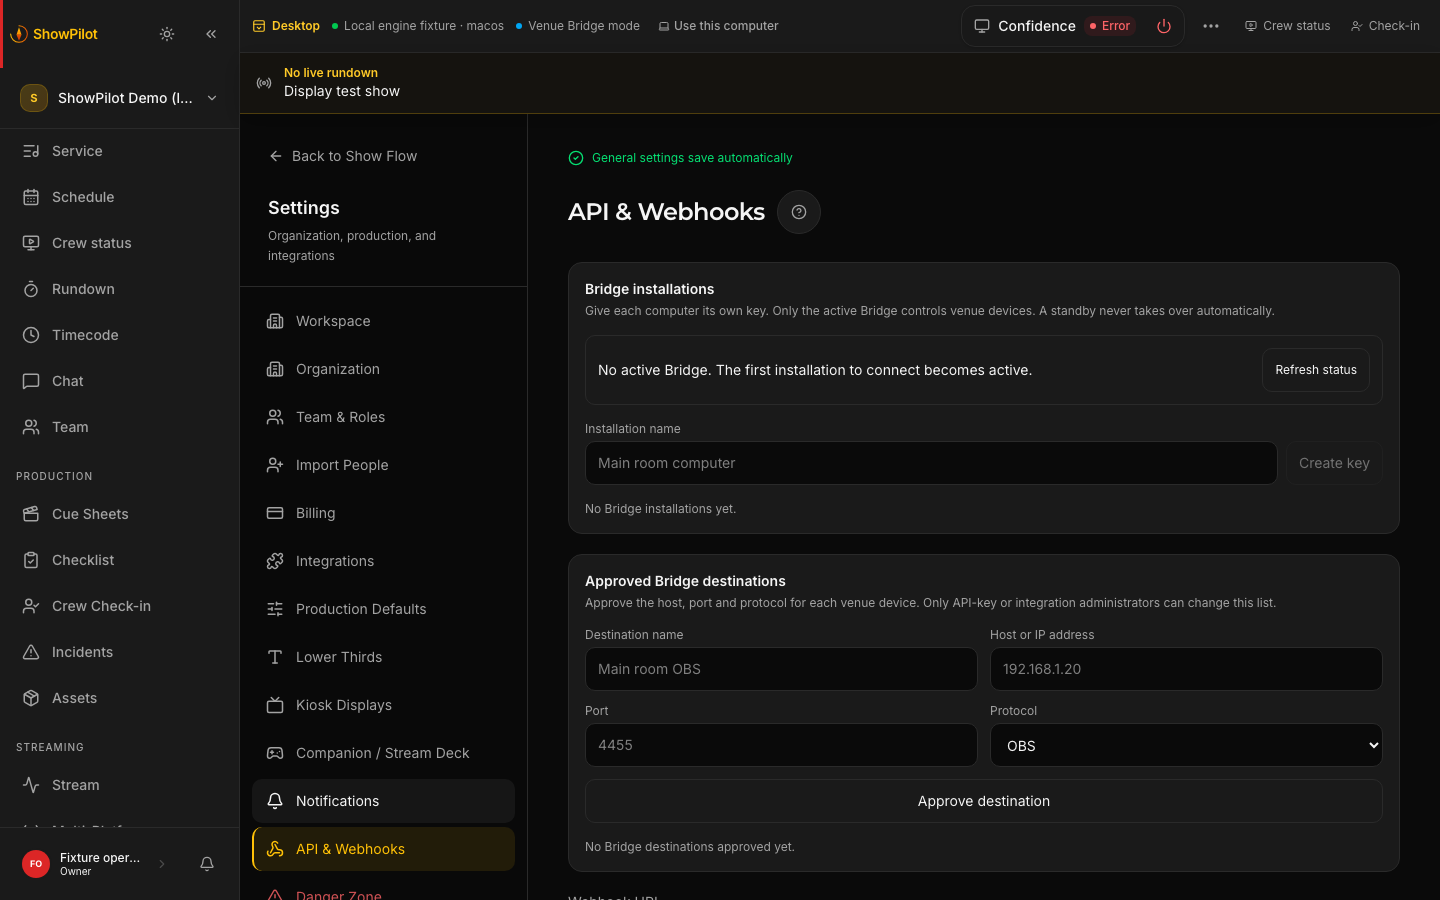 ShowPilot
S
ShowPilot Demo (l...
Service
Schedule
Crew status
Rundown
Timecode
Chat
Team
PRODUCTION
Cue Sheets
Checklist
Crew Check-in
Incidents
Assets
STREAMING
Stream
FO
Fixture oper...
Owner
Desktop
Local engine fixture · macos
Venue Bridge mode
Use this computer
Confidence
Error
Crew status
Check-in
No live rundown
Display test show
Back to Show Flow
Settings
Organization, production, and
integrations
Workspace
Organization
Team & Roles
Import People
Billing
Integrations
Production Defaults
Lower Thirds
Kiosk Displays
Companion / Stream Deck
Notifications
API & Webhooks
Danger Zone
General settings save automatically
API & Webhooks
Bridge installations
Give each computer its own key. Only the active Bridge controls venue devices. A standby never takes over automatically.
No active Bridge. The first installation to connect becomes active.
Refresh status
Installation name
Main room computer
Create key
No Bridge installations yet.
Approved Bridge destinations
Approve the host, port and protocol for each venue device. Only API-key or integration administrators can change this list.
Destination name
Host or IP address
Main room OBS
192.168.1.20
Port
Protocol
4455
OBS
Approve destination
No Bridge destinations approved yet.
Webhook URL